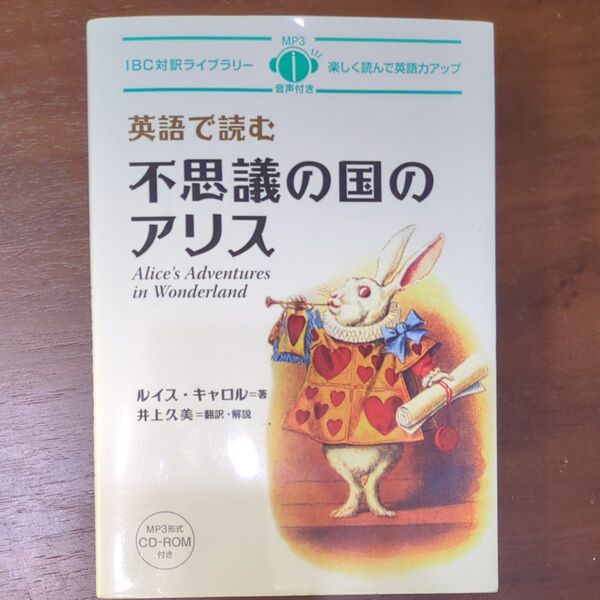 MP3
IBC対訳ライブラリー
楽しく読んで英語力アップ
音声付き
英語で読む
不思議の国の
アリス
Alice's Adventures
in Wonderland
ルイス・キャロル=著
井上久美=翻訳・解説
MP3形式
CD-ROM
付き